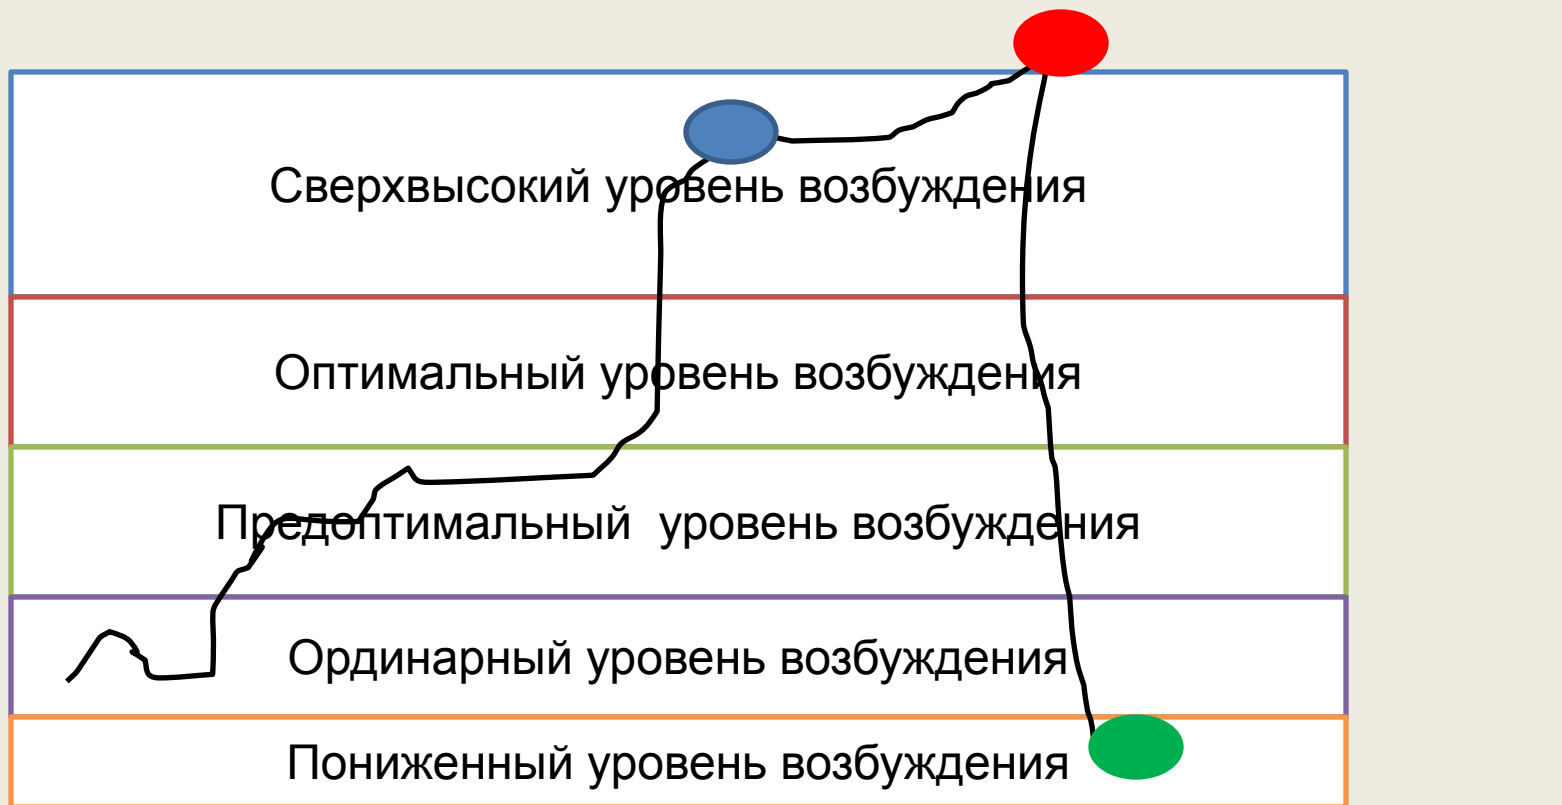 Сверхвысокий уровень возбуждения
Оптимальный уровень возбуждения
Предоптимальный  уровень возбуждения
Ординарный уровень возбуждения
Пониженный уровень возбуждения